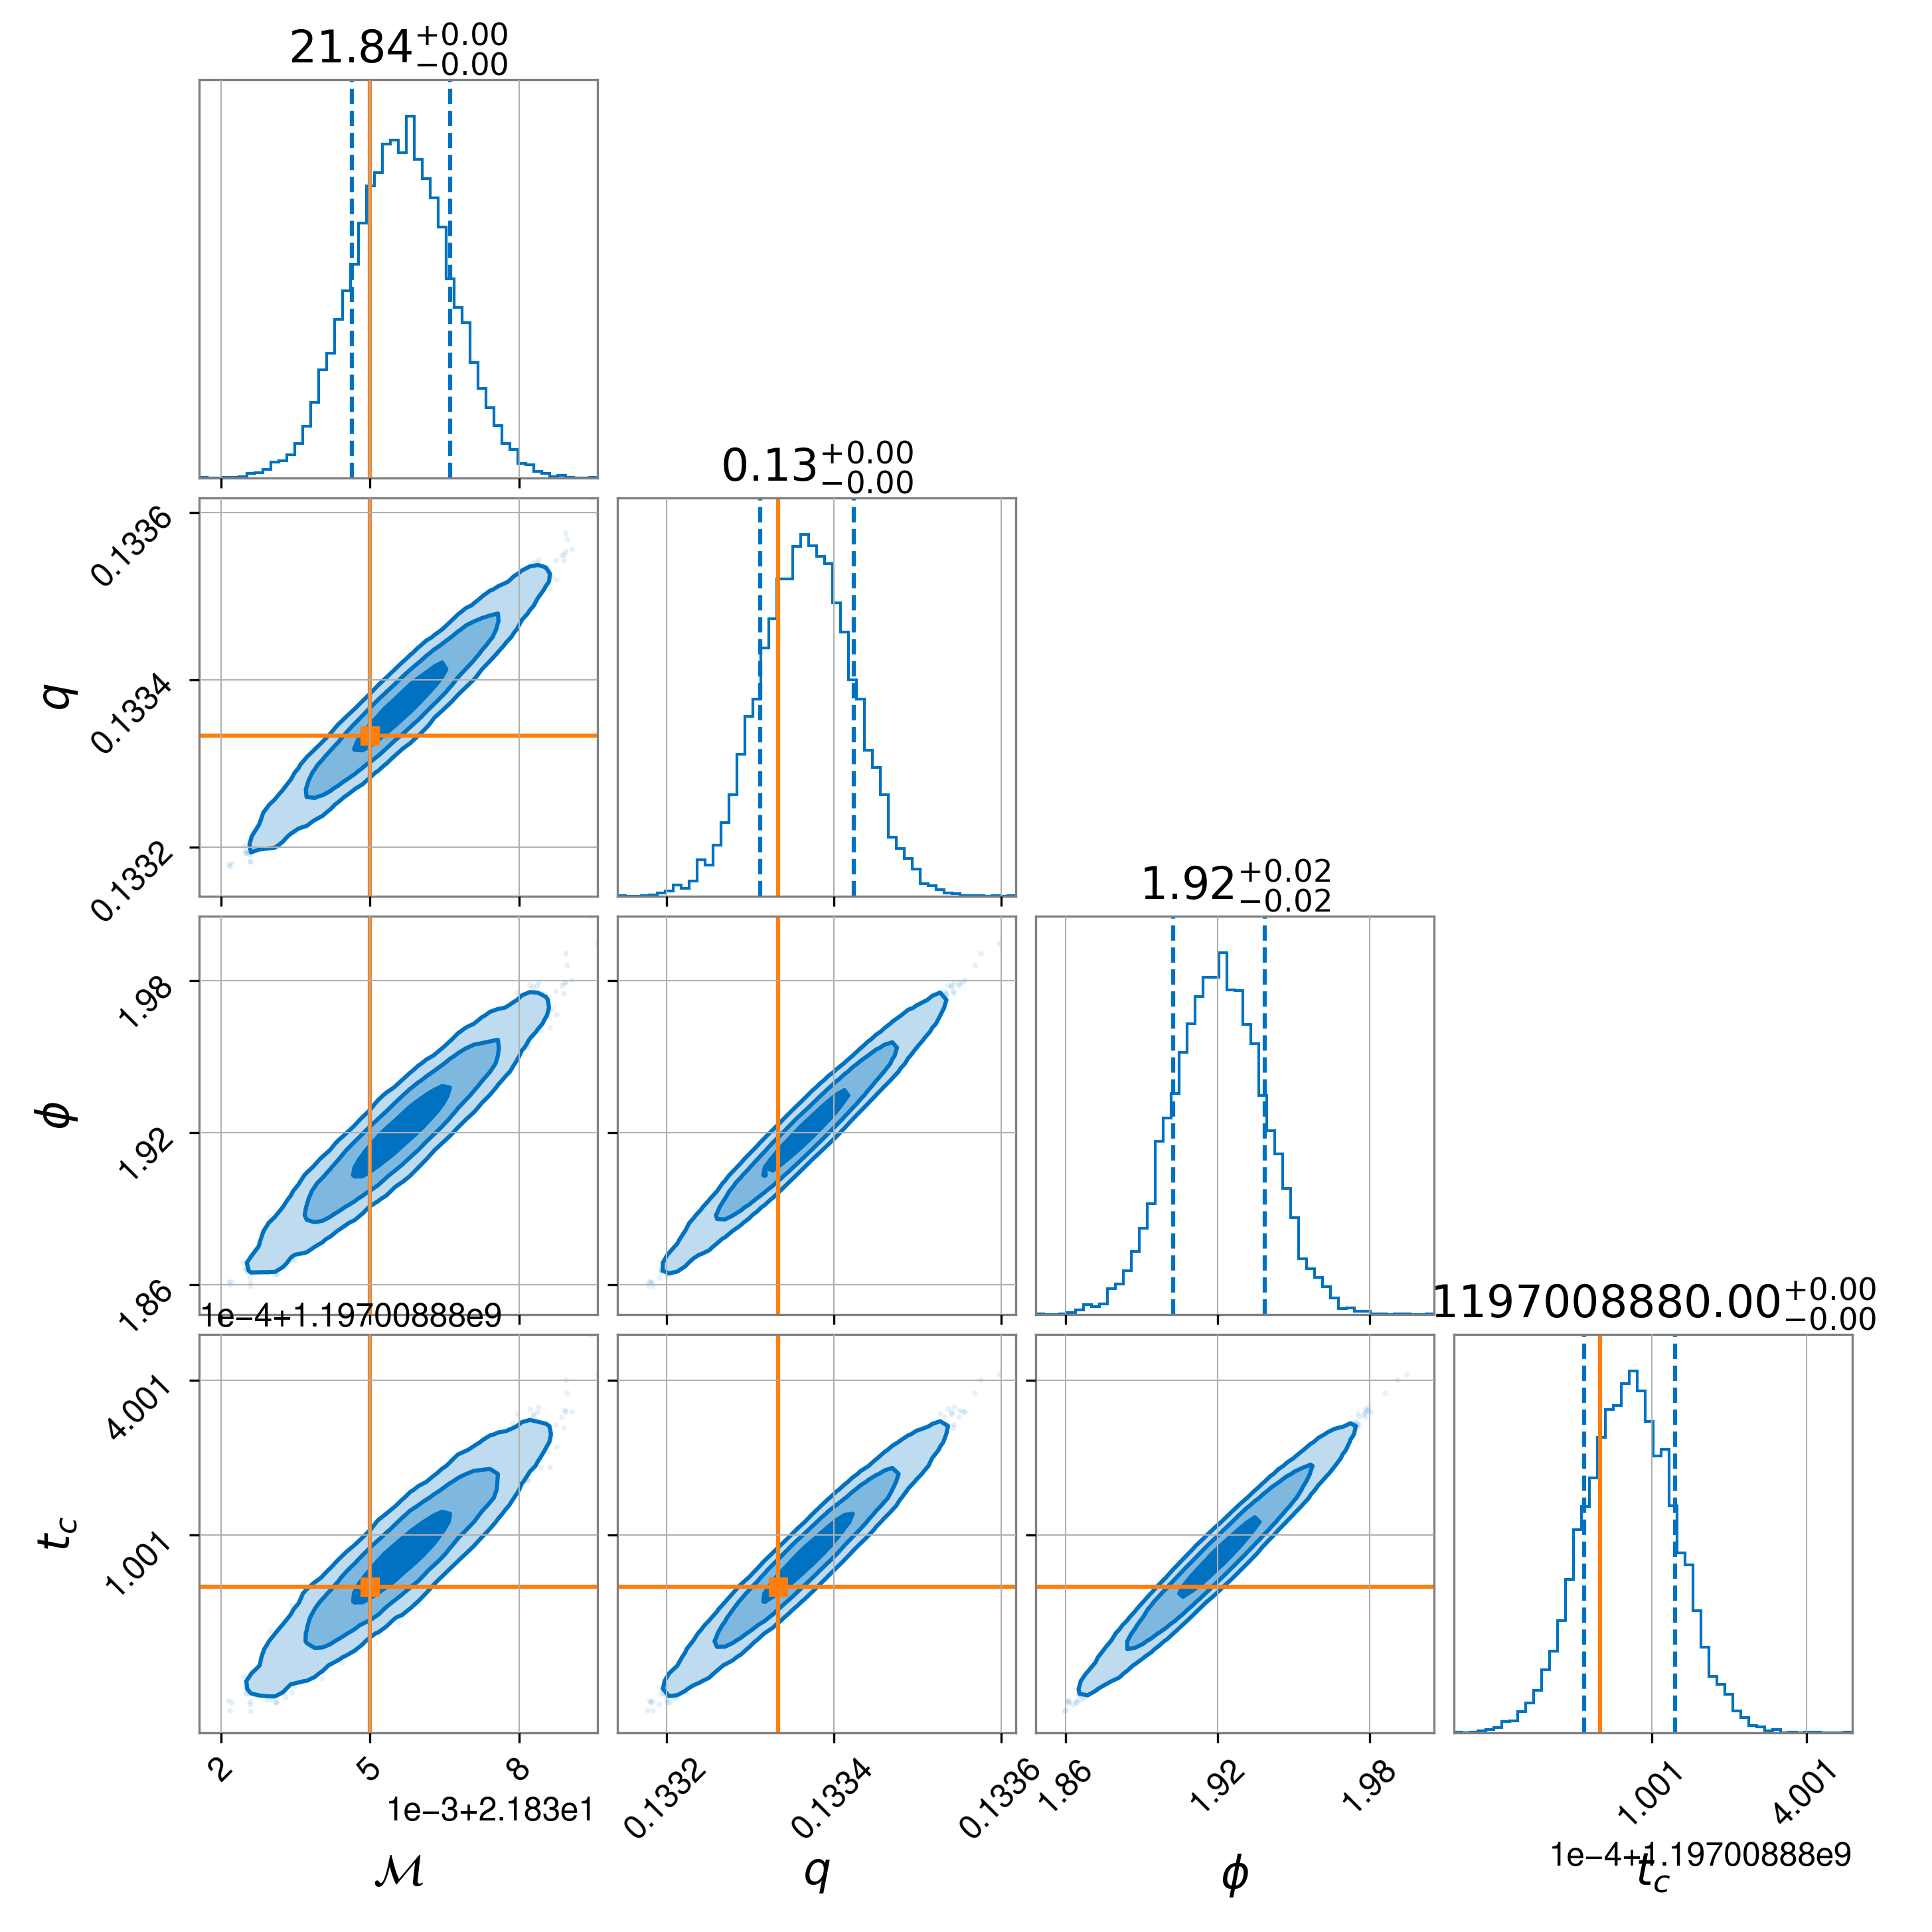 21.84+0.00−0.00
0.13+0.00−0.00
q
0.1336
0.1334
0.1332
1.92+0.02−0.02
ϕ
1.98
1.92
1.86
1197008880.00+0.00−0.00
1e−4+1.19700888e9
t_c
4.001
1.001
2 5 8
0.1332 0.1334 0.1336
1.86 1.92 1.98
1.001 4.001
1e−3+2.183e1
1e−4+1.19700888e9
ℳ q ϕ t_c